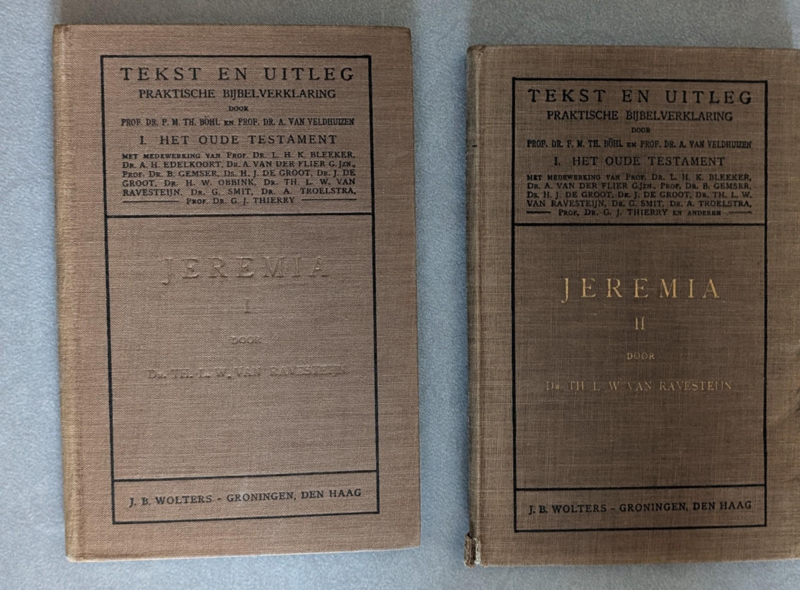 TEKST EN UITLEG
PRAKTISCHE BIJBELVERKLARING
DOOR
PROF. DR. F. M. TH. BÖHL EN PROF. DR. A. VAN VELDHUIZEN
I. HET OUDE TESTAMENT
MET MEDEWERKING VAN PROF. DR. L. H. K. BLEEKER,
DR. A. H. EDELKOORT, DR. A. VAN DER FLIER G.JZN.,
PROF. DR. B. GEMSER, DS. H. J. DE GROOT, DR. J. DE
GROOT, DR. H. W. OBBINK, DR. TH. L. W. VAN
RAVESTEIJN, DR. G. SMIT, DR. A. TROELSTRA,
PROF. DR. G. J. THIERRY
JEREMIA
I
DOOR
DR. TH. L. W. VAN RAVESTEIJN
J. B. WOLTERS - GRONINGEN, DEN HAAG
TEKST EN UITLEG
PRAKTISCHE BIJBELVERKLARING
DOOR
PROF. DR. F. M. TH. BÖHL EN PROF. DR. A. VAN VELDHUIZEN
I. HET OUDE TESTAMENT
MET MEDEWERKING VAN PROF. DR. L. H. K. BLEEKER,
DR. A. VAN DER FLIER G.JZN, PROF. DR. B. GEMSER,
DS. H. J. DE GROOT, DR. J. DE GROOT, DR. TH. L. W.
VAN RAVESTEIJN, DR. G. SMIT, DR. A. TROELSTRA,
PROF. DR. G. J. THIERRY EN ANDEREN
JEREMIA
II
DOOR
DR. TH. L. W. VAN RAVESTEIJN
J. B. WOLTERS - GRONINGEN, DEN HAAG